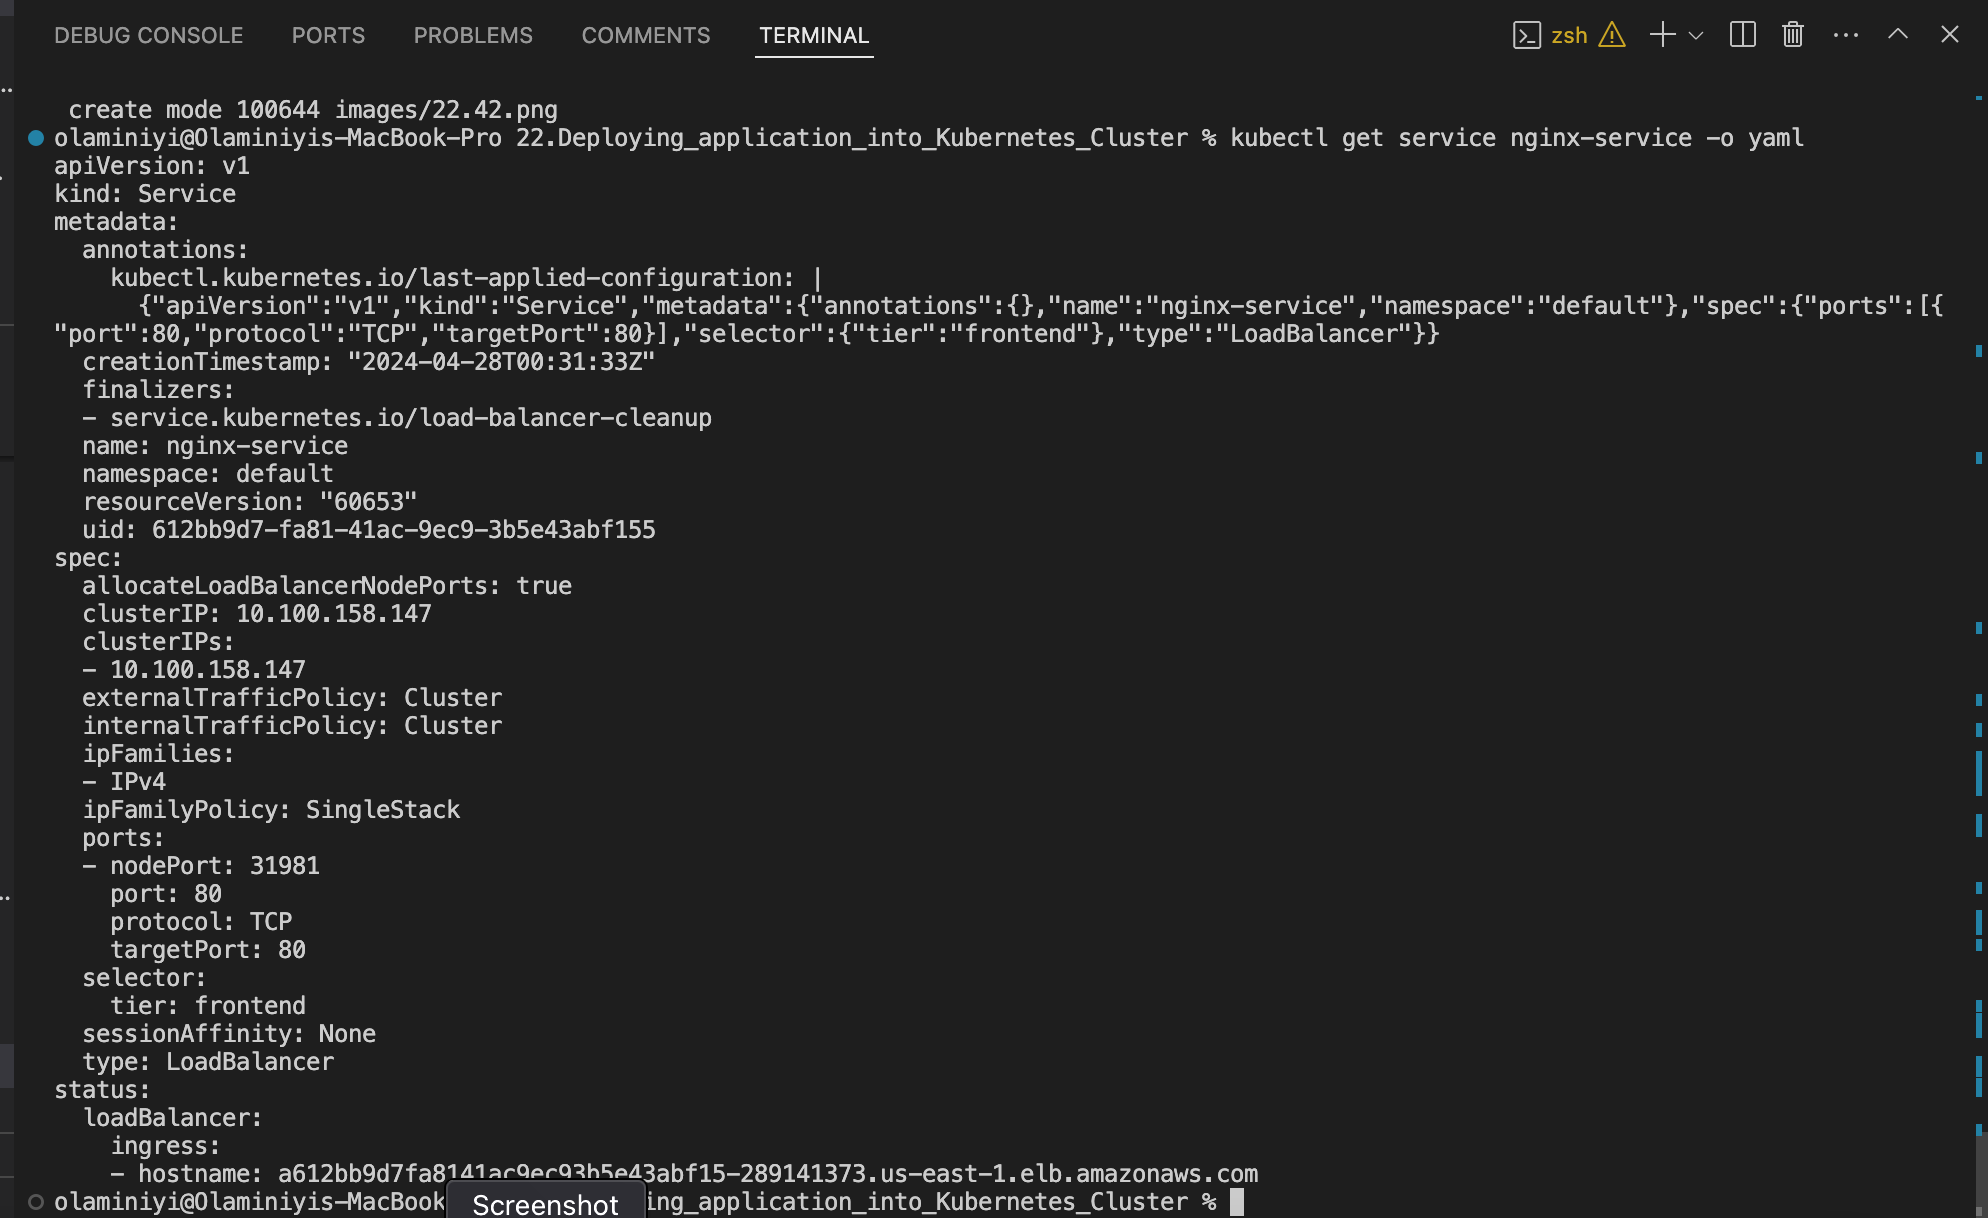 DEBUG CONSOLE PORTS PROBLEMS COMMENTS TERMINAL zsh
create mode 100644 images/22.42.png
olaminiyi@Olaminiyis-MacBook-Pro 22.Deploying_application_into_Kubernetes_Cluster % kubectl get service nginx-service -o yaml
apiVersion: v1
kind: Service
metadata:
  annotations:
    kubectl.kubernetes.io/last-applied-configuration: |
      {"apiVersion":"v1","kind":"Service","metadata":{"annotations":{},"name":"nginx-service","namespace":"default"},"spec":{"ports":[{
"port":80,"protocol":"TCP","targetPort":80}],"selector":{"tier":"frontend"},"type":"LoadBalancer"}}
  creationTimestamp: "2024-04-28T00:31:33Z"
  finalizers:
  - service.kubernetes.io/load-balancer-cleanup
  name: nginx-service
  namespace: default
  resourceVersion: "60653"
  uid: 612bb9d7-fa81-41ac-9ec9-3b5e43abf155
spec:
  allocateLoadBalancerNodePorts: true
  clusterIP: 10.100.158.147
  clusterIPs:
  - 10.100.158.147
  externalTrafficPolicy: Cluster
  internalTrafficPolicy: Cluster
  ipFamilies:
  - IPv4
  ipFamilyPolicy: SingleStack
  ports:
  - nodePort: 31981
    port: 80
    protocol: TCP
    targetPort: 80
  selector:
    tier: frontend
  sessionAffinity: None
  type: LoadBalancer
status:
  loadBalancer:
    ingress:
    - hostname: a612bb9d7fa8141ac9ec93b5e43abf15-289141373.us-east-1.elb.amazonaws.com
olaminiyi@Olaminiyis-MacBook Screenshot ing_application_into_Kubernetes_Cluster %